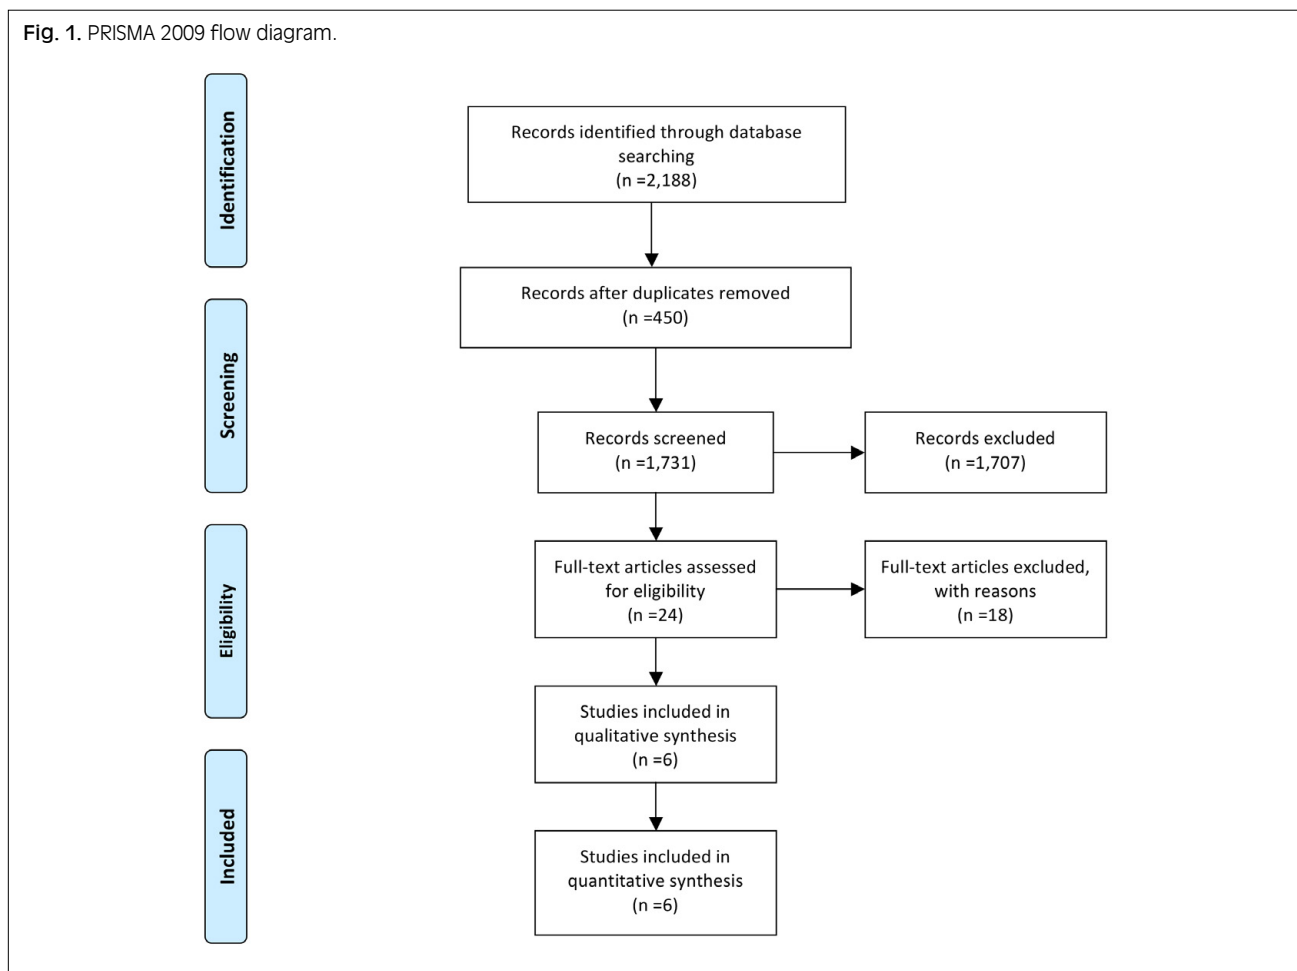 Fig. 1. PRISMA 2009 flow diagram.
Identification
Records identified through database
searching
(n =2,188)
Records after duplicates removed
(n =450)
Screening
Records screened
(n =1,731)
Records excluded
(n =1,707)
Eligibility
Full-text articles assessed
for eligibility
(n =24)
Full-text articles excluded,
with reasons
(n =18)
Studies included in
qualitative synthesis
(n =6)
Included
Studies included in
quantitative synthesis
(n =6)